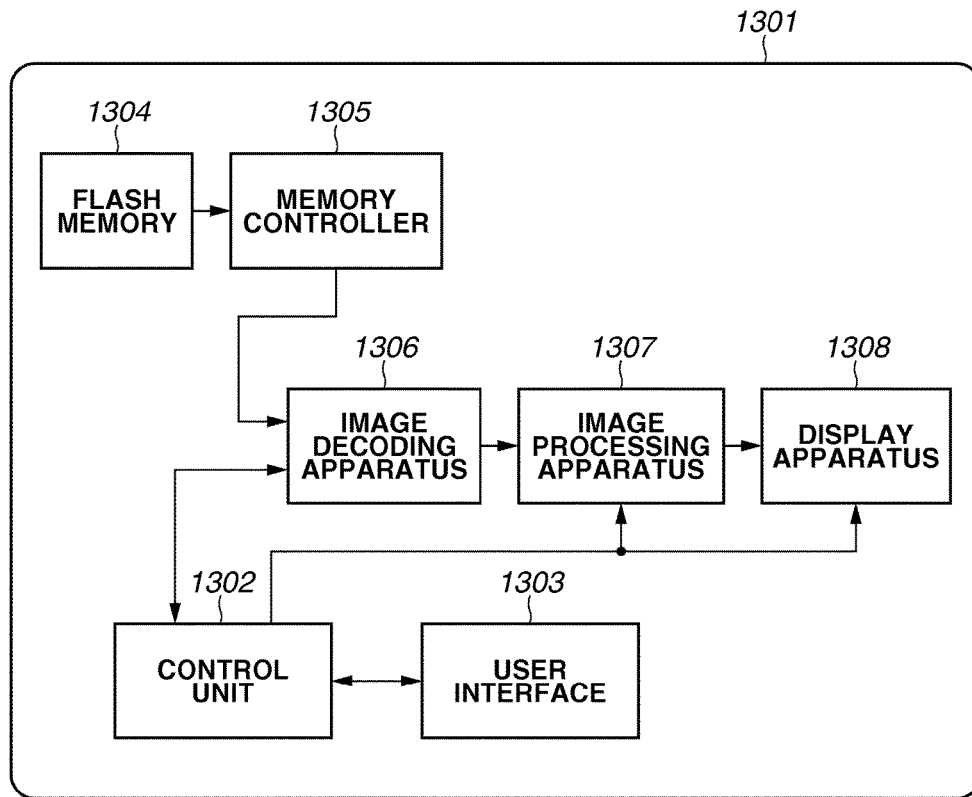 1301
1304
1305
FLASH
MEMORY
MEMORY
CONTROLLER
1306
1307
1308
IMAGE
DECODING
APPARATUS
IMAGE
PROCESSING
APPARATUS
DISPLAY
APPARATUS
1302
1303
CONTROL
UNIT
USER
INTERFACE